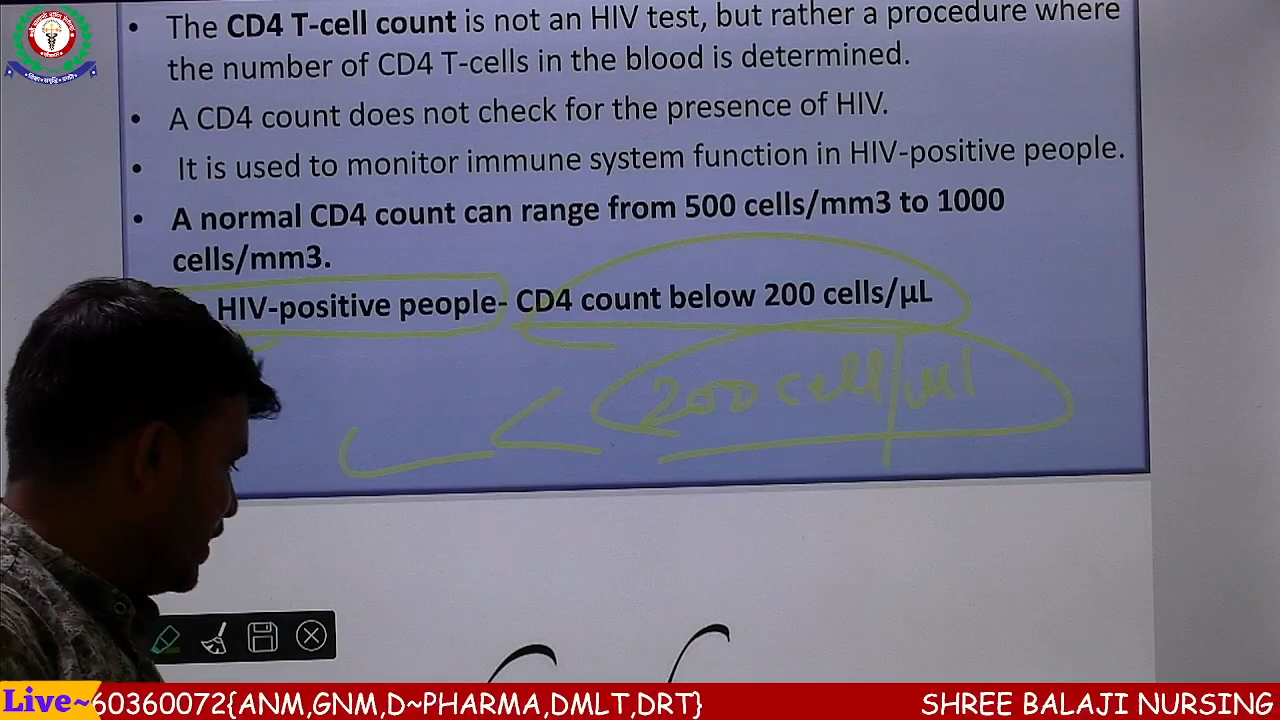 • The CD4 T-cell count is not an HIV test, but rather a procedure where
the number of CD4 T-cells in the blood is determined.
• A CD4 count does not check for the presence of HIV.
• It is used to monitor immune system function in HIV-positive people.
• A normal CD4 count can range from 500 cells/mm3 to 1000
cells/mm3.
HIV-positive people- CD4 count below 200 cells/µL
< 200 cell/µl
Live~60360072{ANM,GNM,D~PHARMA,DMLT,DRT} SHREE BALAJI NURSING